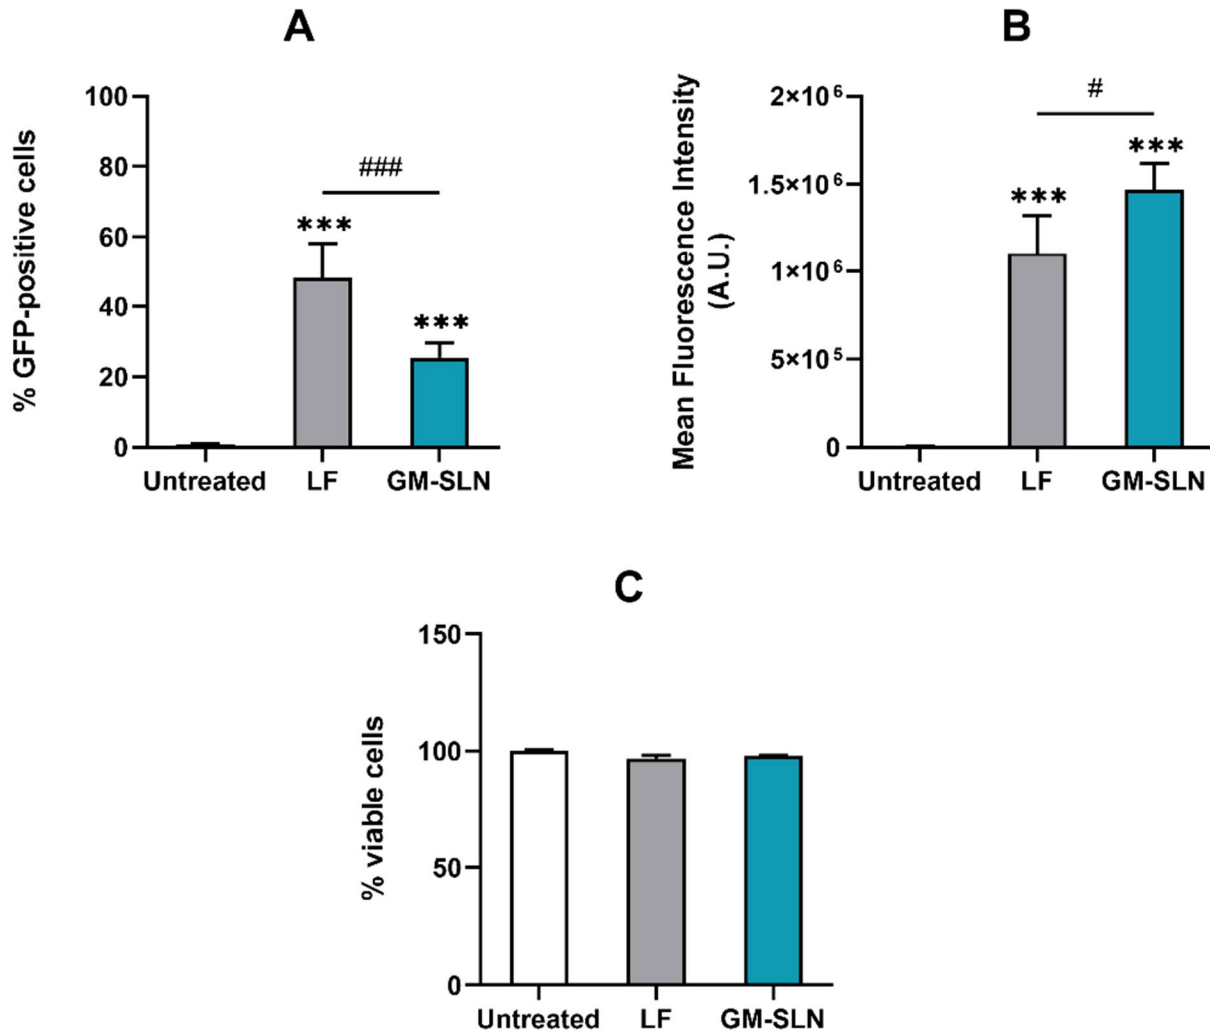 A
% GFP-positive cells
100
80
60
40
20
0
###
***
***
Untreated
LF
GM-SLN
B
Mean Fluorescence Intensity
(A.U.)
2×10⁶
1.5×10⁶
1×10⁶
5×10⁵
0
#
***
***
Untreated
LF
GM-SLN
C
% viable cells
150
100
50
0
Untreated
LF
GM-SLN